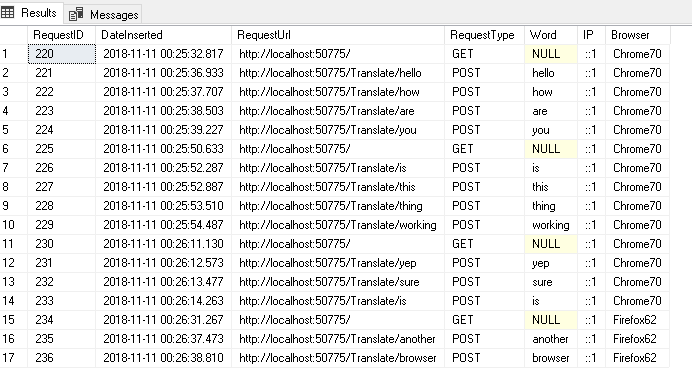 Results Messages
RequestID DateInserted RequestUrl RequestType Word IP Browser
1 220 2018-11-11 00:25:32.817 http://localhost:50775/ GET NULL ::1 Chrome70
2 221 2018-11-11 00:25:36.933 http://localhost:50775/Translate/hello POST hello ::1 Chrome70
3 222 2018-11-11 00:25:37.707 http://localhost:50775/Translate/how POST how ::1 Chrome70
4 223 2018-11-11 00:25:38.503 http://localhost:50775/Translate/are POST are ::1 Chrome70
5 224 2018-11-11 00:25:39.227 http://localhost:50775/Translate/you POST you ::1 Chrome70
6 225 2018-11-11 00:25:50.633 http://localhost:50775/ GET NULL ::1 Chrome70
7 226 2018-11-11 00:25:52.287 http://localhost:50775/Translate/is POST is ::1 Chrome70
8 227 2018-11-11 00:25:52.887 http://localhost:50775/Translate/this POST this ::1 Chrome70
9 228 2018-11-11 00:25:53.510 http://localhost:50775/Translate/thing POST thing ::1 Chrome70
10 229 2018-11-11 00:25:54.487 http://localhost:50775/Translate/working POST working ::1 Chrome70
11 230 2018-11-11 00:26:11.130 http://localhost:50775/ GET NULL ::1 Chrome70
12 231 2018-11-11 00:26:12.573 http://localhost:50775/Translate/yep POST yep ::1 Chrome70
13 232 2018-11-11 00:26:13.477 http://localhost:50775/Translate/sure POST sure ::1 Chrome70
14 233 2018-11-11 00:26:14.263 http://localhost:50775/Translate/is POST is ::1 Chrome70
15 234 2018-11-11 00:26:31.267 http://localhost:50775/ GET NULL ::1 Firefox62
16 235 2018-11-11 00:26:37.473 http://localhost:50775/Translate/another POST another ::1 Firefox62
17 236 2018-11-11 00:26:38.810 http://localhost:50775/Translate/browser POST browser ::1 Firefox62